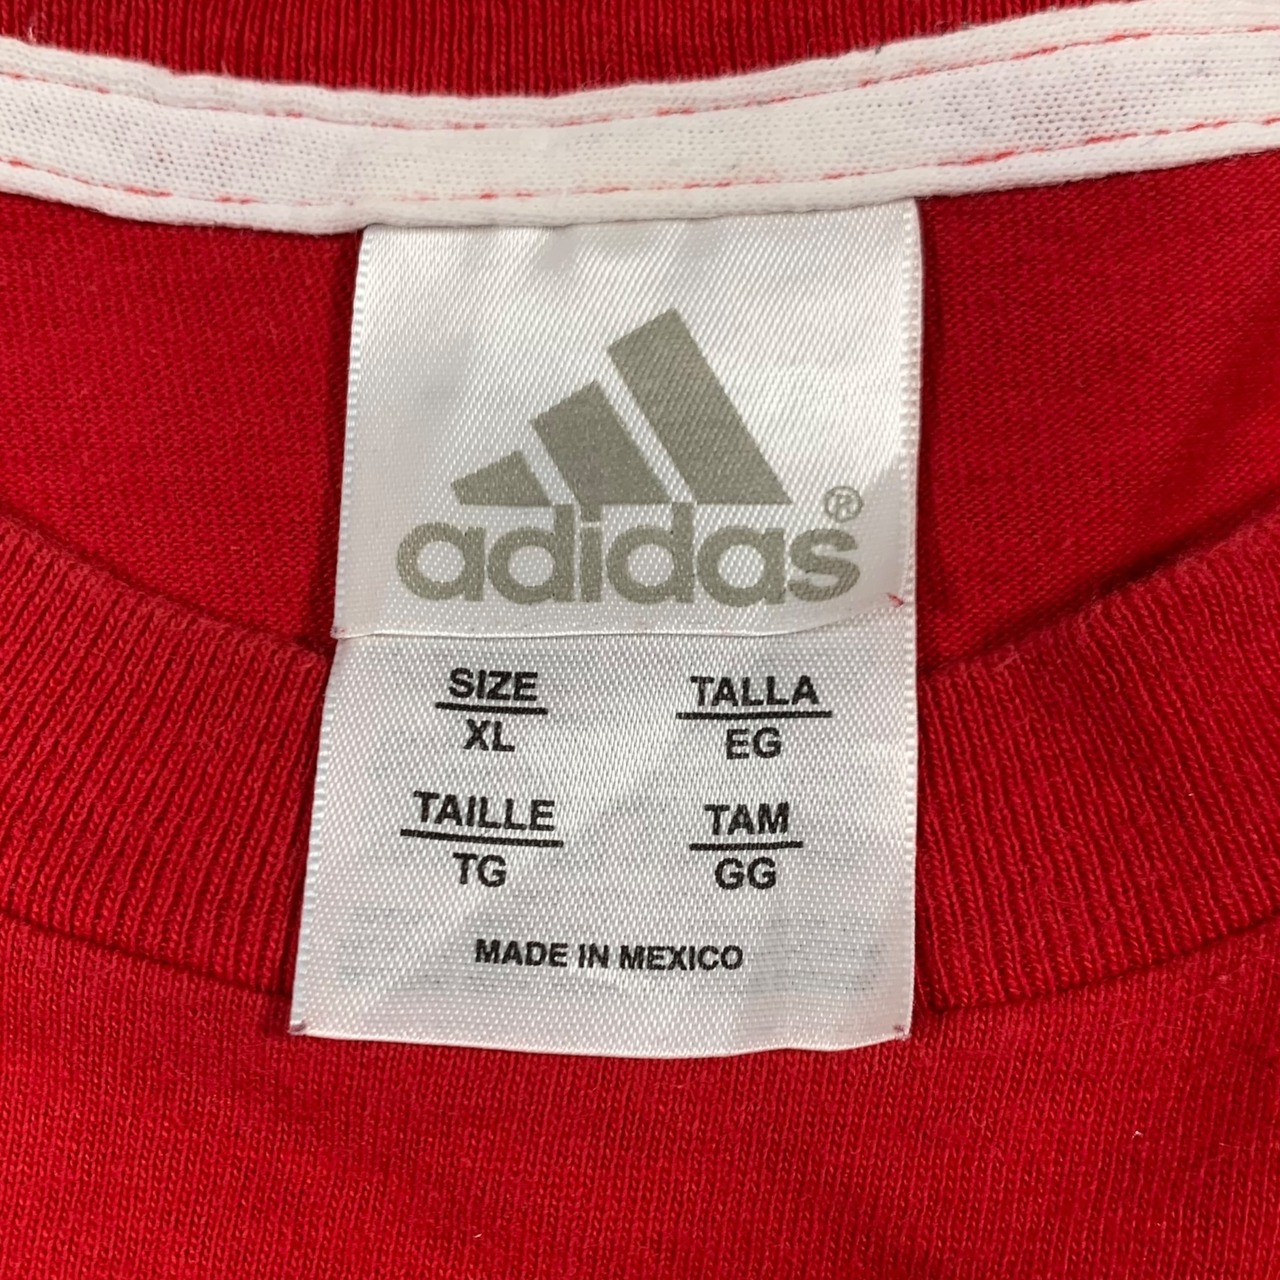 adidas®
SIZE TALLA
XL EG
TAILLE TAM
TG GG
MADE IN MEXICO